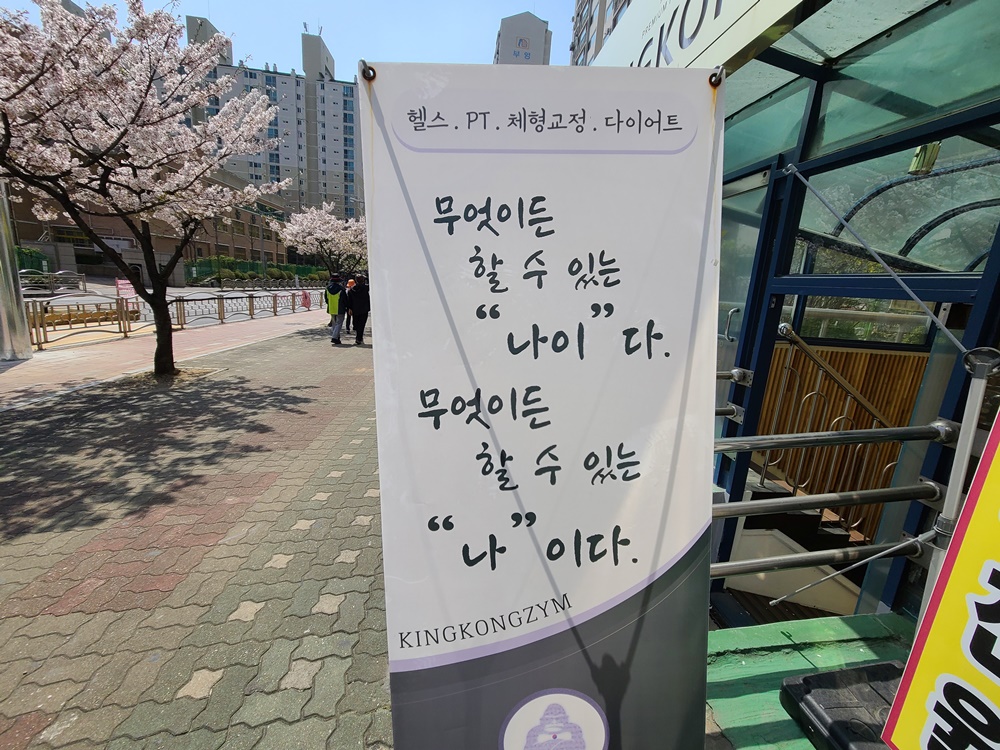 헬스 . PT . 체형교정 . 다이어트
무엇이든
할 수 있는
“나이”다.
무엇이든
할 수 있는
“나”이다.
KINGKONGZYM